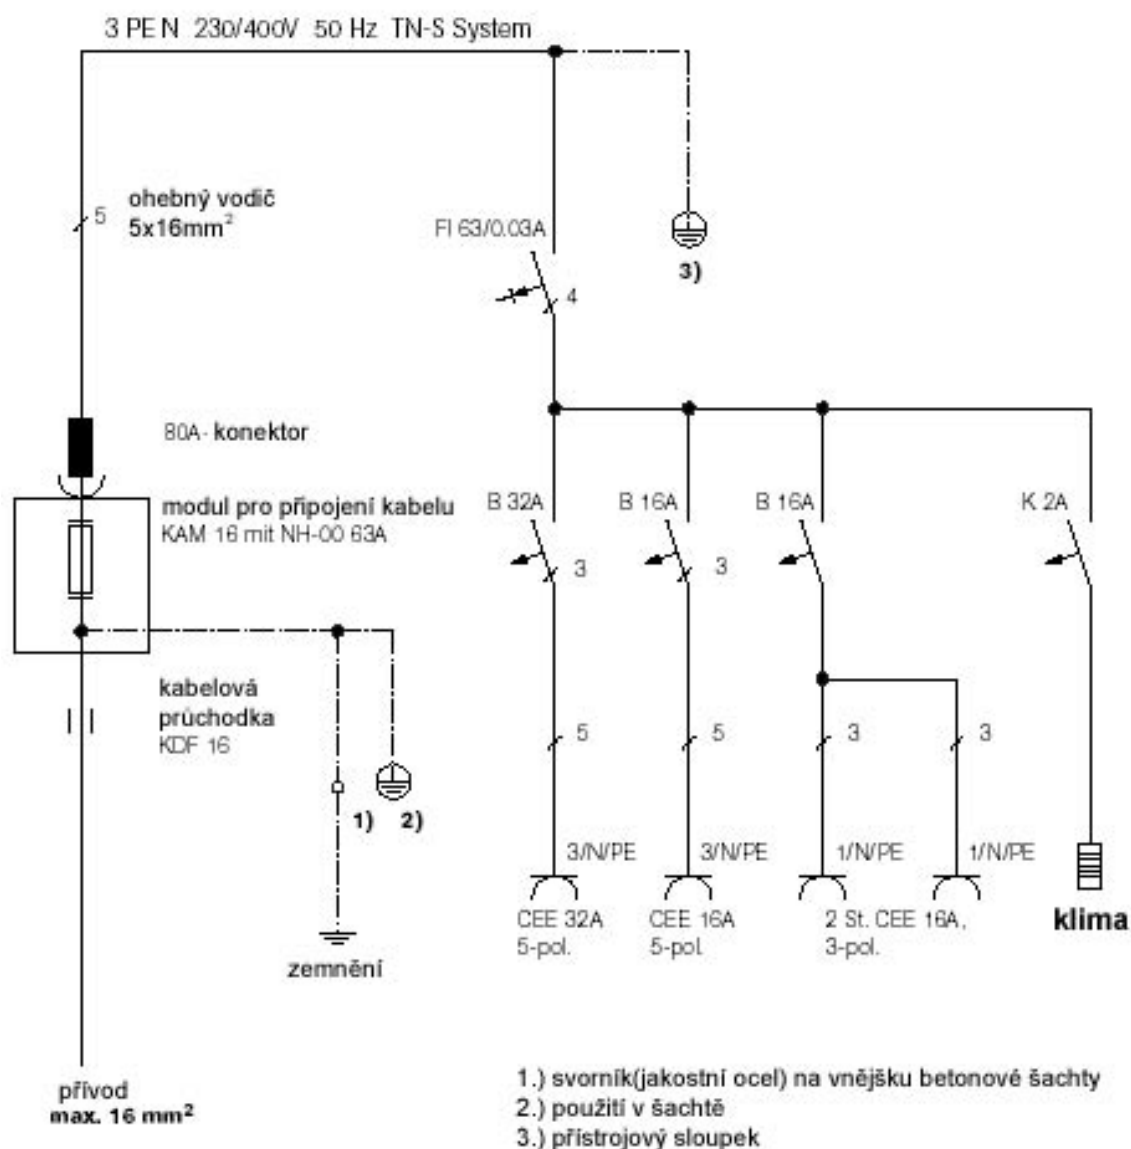 3 PE N 230/400V 50 Hz TN-S System
5
ohebný vodič
5x16mm²
FI 63/0.03A
4
3)
80A- konektor
modul pro připojení kabelu
KAM 16 mit NH-00 63A
B 32A
3
B 16A
3
B 16A
K 2A
kabelová
průchodka
KDF 16
5
5
3
3
1)
2)
3/N/PE
3/N/PE
1/N/PE
1/N/PE
CEE 32A
5-pol.
CEE 16A
5-pol.
2 St. CEE 16A,
3-pol.
klima
zemnění
přívod
max. 16 mm²
1.) svorník(jakostní ocel) na vnějšku betonové šachty
2.) použití v šachtě
3.) přístrojový sloupek